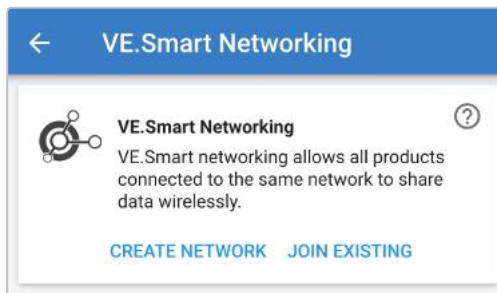 VE.Smart Networking
VE.Smart Networking
VE.Smart networking allows all products
connected to the same network to share
data wirelessly.
CREATE NETWORK JOIN EXISTING